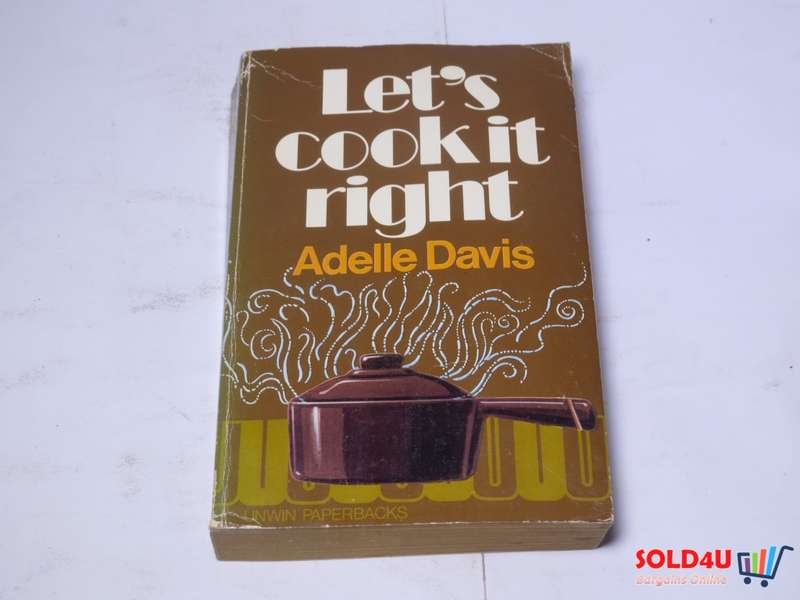 Let's
cook it
right
Adelle Davis
UNWIN PAPERBACKS
SOLD4U
Bargains Online